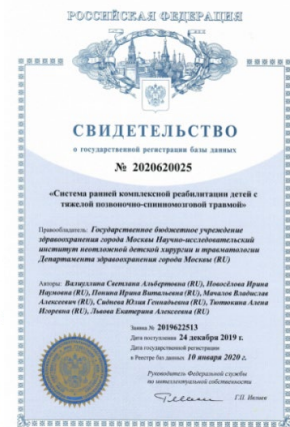 РОССИЙСКАЯ ФЕДЕРАЦИЯ
СВИДЕТЕЛЬСТВО
о государственной регистрации базы данных
№ 2020620025
«Система ранней комплексной реабилитации детей с
тяжелой позвоночно-спинномозговой травмой»
Правообладатель: Государственное бюджетное учреждение
здравоохранения города Москвы Научно-исследовательский
институт неотложной детской хирургии и травматологии
Департамента здравоохранения города Москвы (RU)
Авторы: Валиуллина Светлана Альбертовна (RU), Новосёлова Ирина
Наумовна (RU), Понина Ирина Витальевна (RU), Мачалов Владислав
Алексеевич (RU), Сиднева Юлия Геннадьевна (RU), Тютюкина Алена
Игоревна (RU), Львова Екатерина Алексеевна (RU)
Заявка № 2019622513
Дата поступления 24 декабря 2019 г.
Дата государственной регистрации
в Реестре баз данных 10 января 2020 г.
Руководитель Федеральной службы
по интеллектуальной собственности
Г.П. Ивлиев